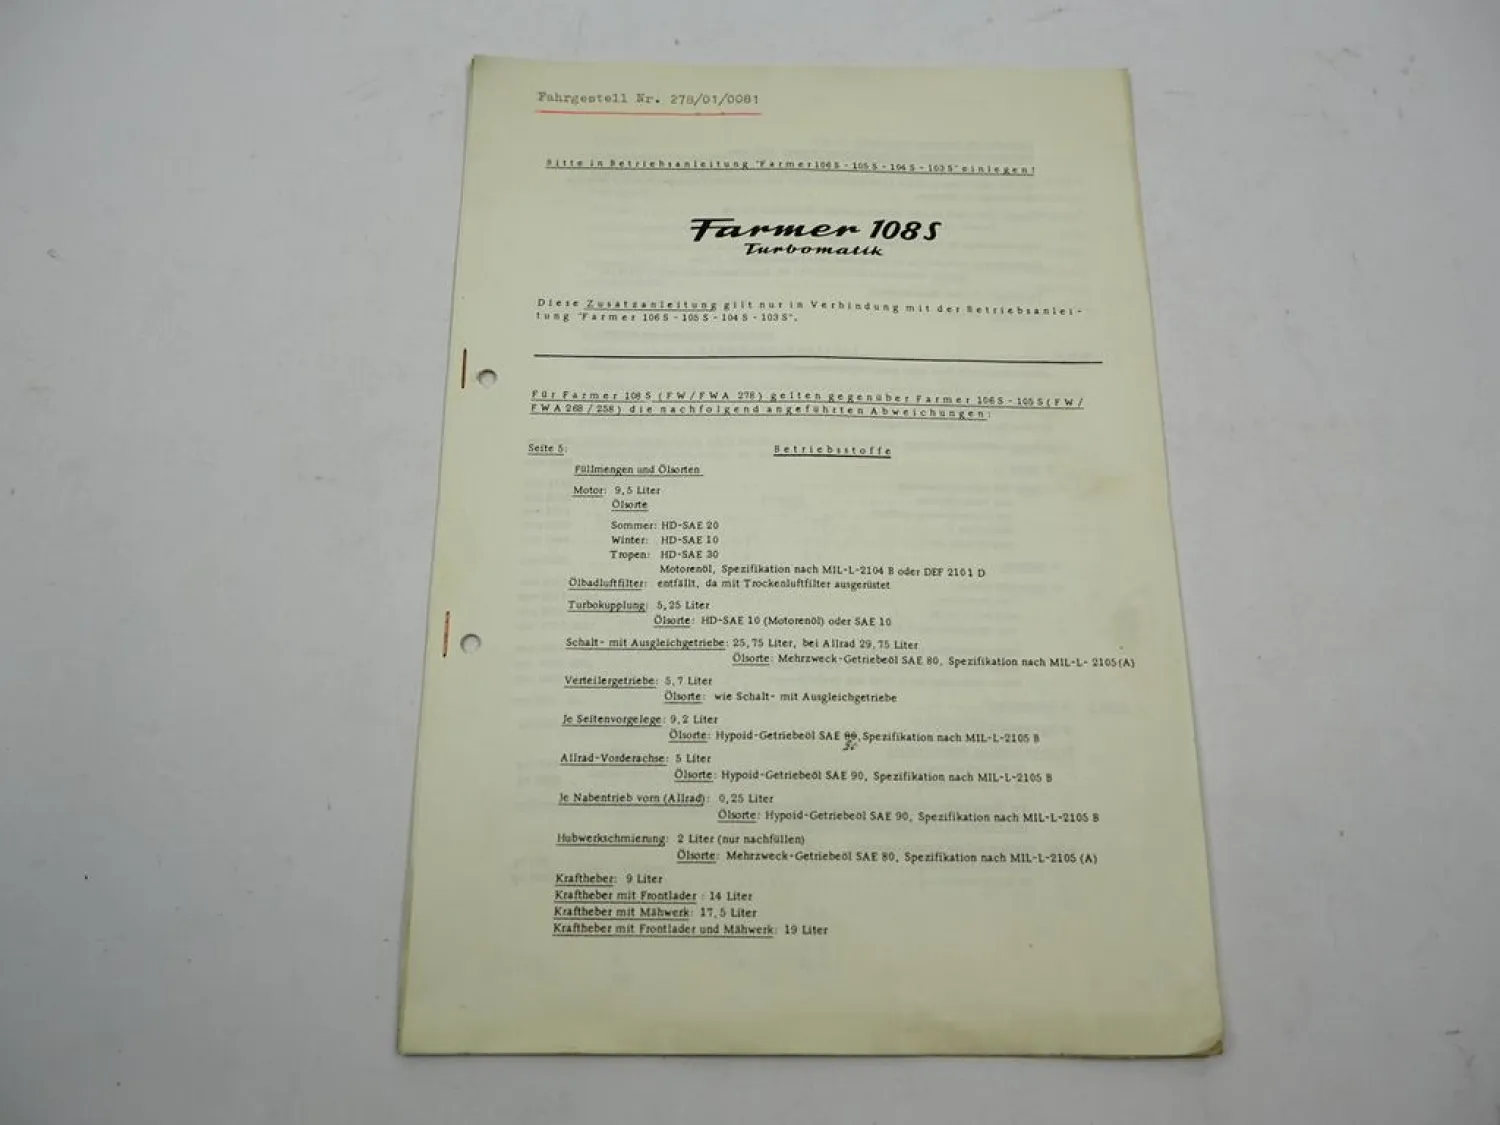 Fahrgestell Nr. 278/01/0081
Bitte in Betriebsanleitung "Farmer 106 S - 105 S - 104 S - 103 S" einlegen!
Farmer 108 S
Turbomatik
Diese Zusatzanleitung gilt nur in Verbindung mit der Betriebsanlei-
tung "Farmer 106 S - 105 S - 104 S - 103 S".
Für Farmer 108 S (FW/FWA 278) gelten gegenüber Farmer 106 S - 105 S (FW/
FWA 268 / 258) die nachfolgend angeführten Abweichungen:
Seite 5: Betriebsstoffe
Füllmengen und Ölsorten
Motor: 9,5 Liter
Ölsorte
Sommer: HD-SAE 20
Winter: HD-SAE 10
Tropen: HD-SAE 30
Motorenöl, Spezifikation nach MIL-L-2104 B oder DEF 2101 D
Ölbadluftfilter: entfällt, da mit Trockenluftfilter ausgerüstet
Turbokupplung: 5,25 Liter
Ölsorte: HD-SAE 10 (Motorenöl) oder SAE 10
Schalt- mit Ausgleichgetriebe: 25,75 Liter, bei Allrad 29,75 Liter
Ölsorte: Mehrzweck-Getriebeöl SAE 80, Spezifikation nach MIL-L- 2105 (A)
Verteilergetriebe: 5,7 Liter
Ölsorte: wie Schalt- mit Ausgleichgetriebe
Je Seitenvorgelege: 9,2 Liter
Ölsorte: Hypoid-Getriebeöl SAE , Spezifikation nach MIL-L-2105 B
Allrad-Vorderachse: 5 Liter
Ölsorte: Hypoid-Getriebeöl SAE 90, Spezifikation nach MIL-L-2105 B
Je Nabentrieb vorn (Allrad): 0,25 Liter
Ölsorte: Hypoid-Getriebeöl SAE 90, Spezifikation nach MIL-L-2105 B
Hubwerkschmierung: 2 Liter (nur nachfüllen)
Ölsorte: Mehrzweck-Getriebeöl SAE 80, Spezifikation nach MIL-L-2105 (A)
Kraftheber: 9 Liter
Kraftheber mit Frontlader : 14 Liter
Kraftheber mit Mähwerk: 17,5 Liter
Kraftheber mit Frontlader und Mähwerk: 19 Liter